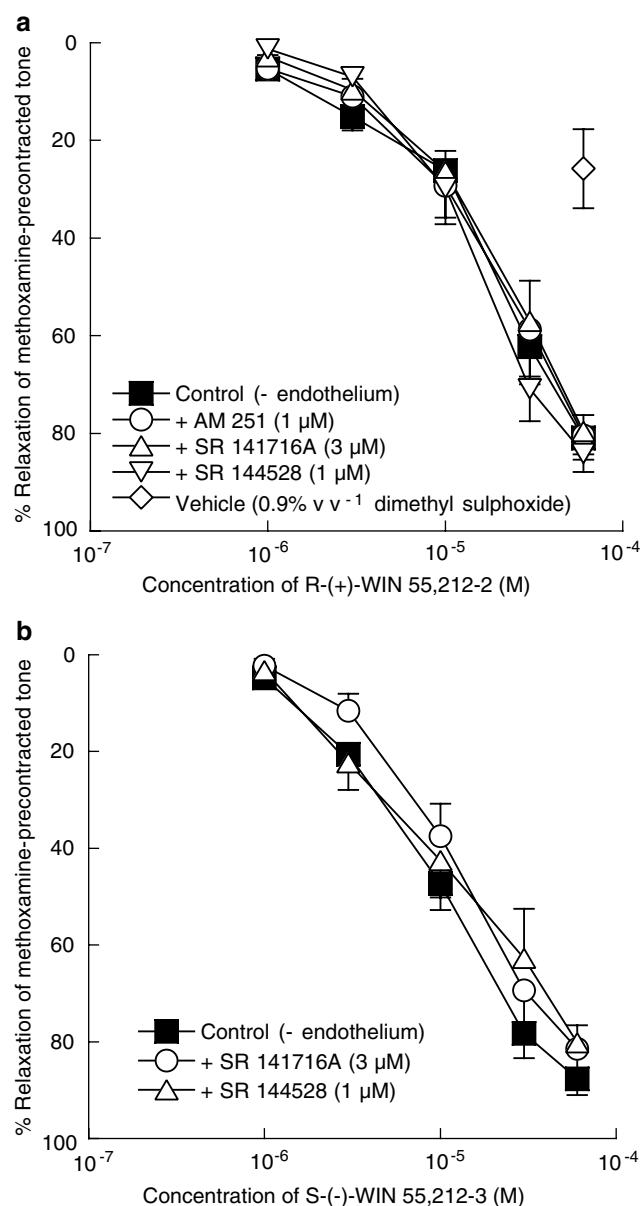 a
% Relaxation of methoxamine-precontracted tone
0
20
40
60
80
100
Control (- endothelium)
+ AM 251 (1 µM)
+ SR 141716A (3 µM)
+ SR 144528 (1 µM)
Vehicle (0.9% v v⁻¹ dimethyl sulphoxide)
10⁻⁷ 10⁻⁶ 10⁻⁵ 10⁻⁴
Concentration of R-(+)-WIN 55,212-2 (M)
b
% Relaxation of methoxamine-precontracted tone
0
20
40
60
80
100
Control (- endothelium)
+ SR 141716A (3 µM)
+ SR 144528 (1 µM)
10⁻⁷ 10⁻⁶ 10⁻⁵ 10⁻⁴
Concentration of S-(-)-WIN 55,212-3 (M)